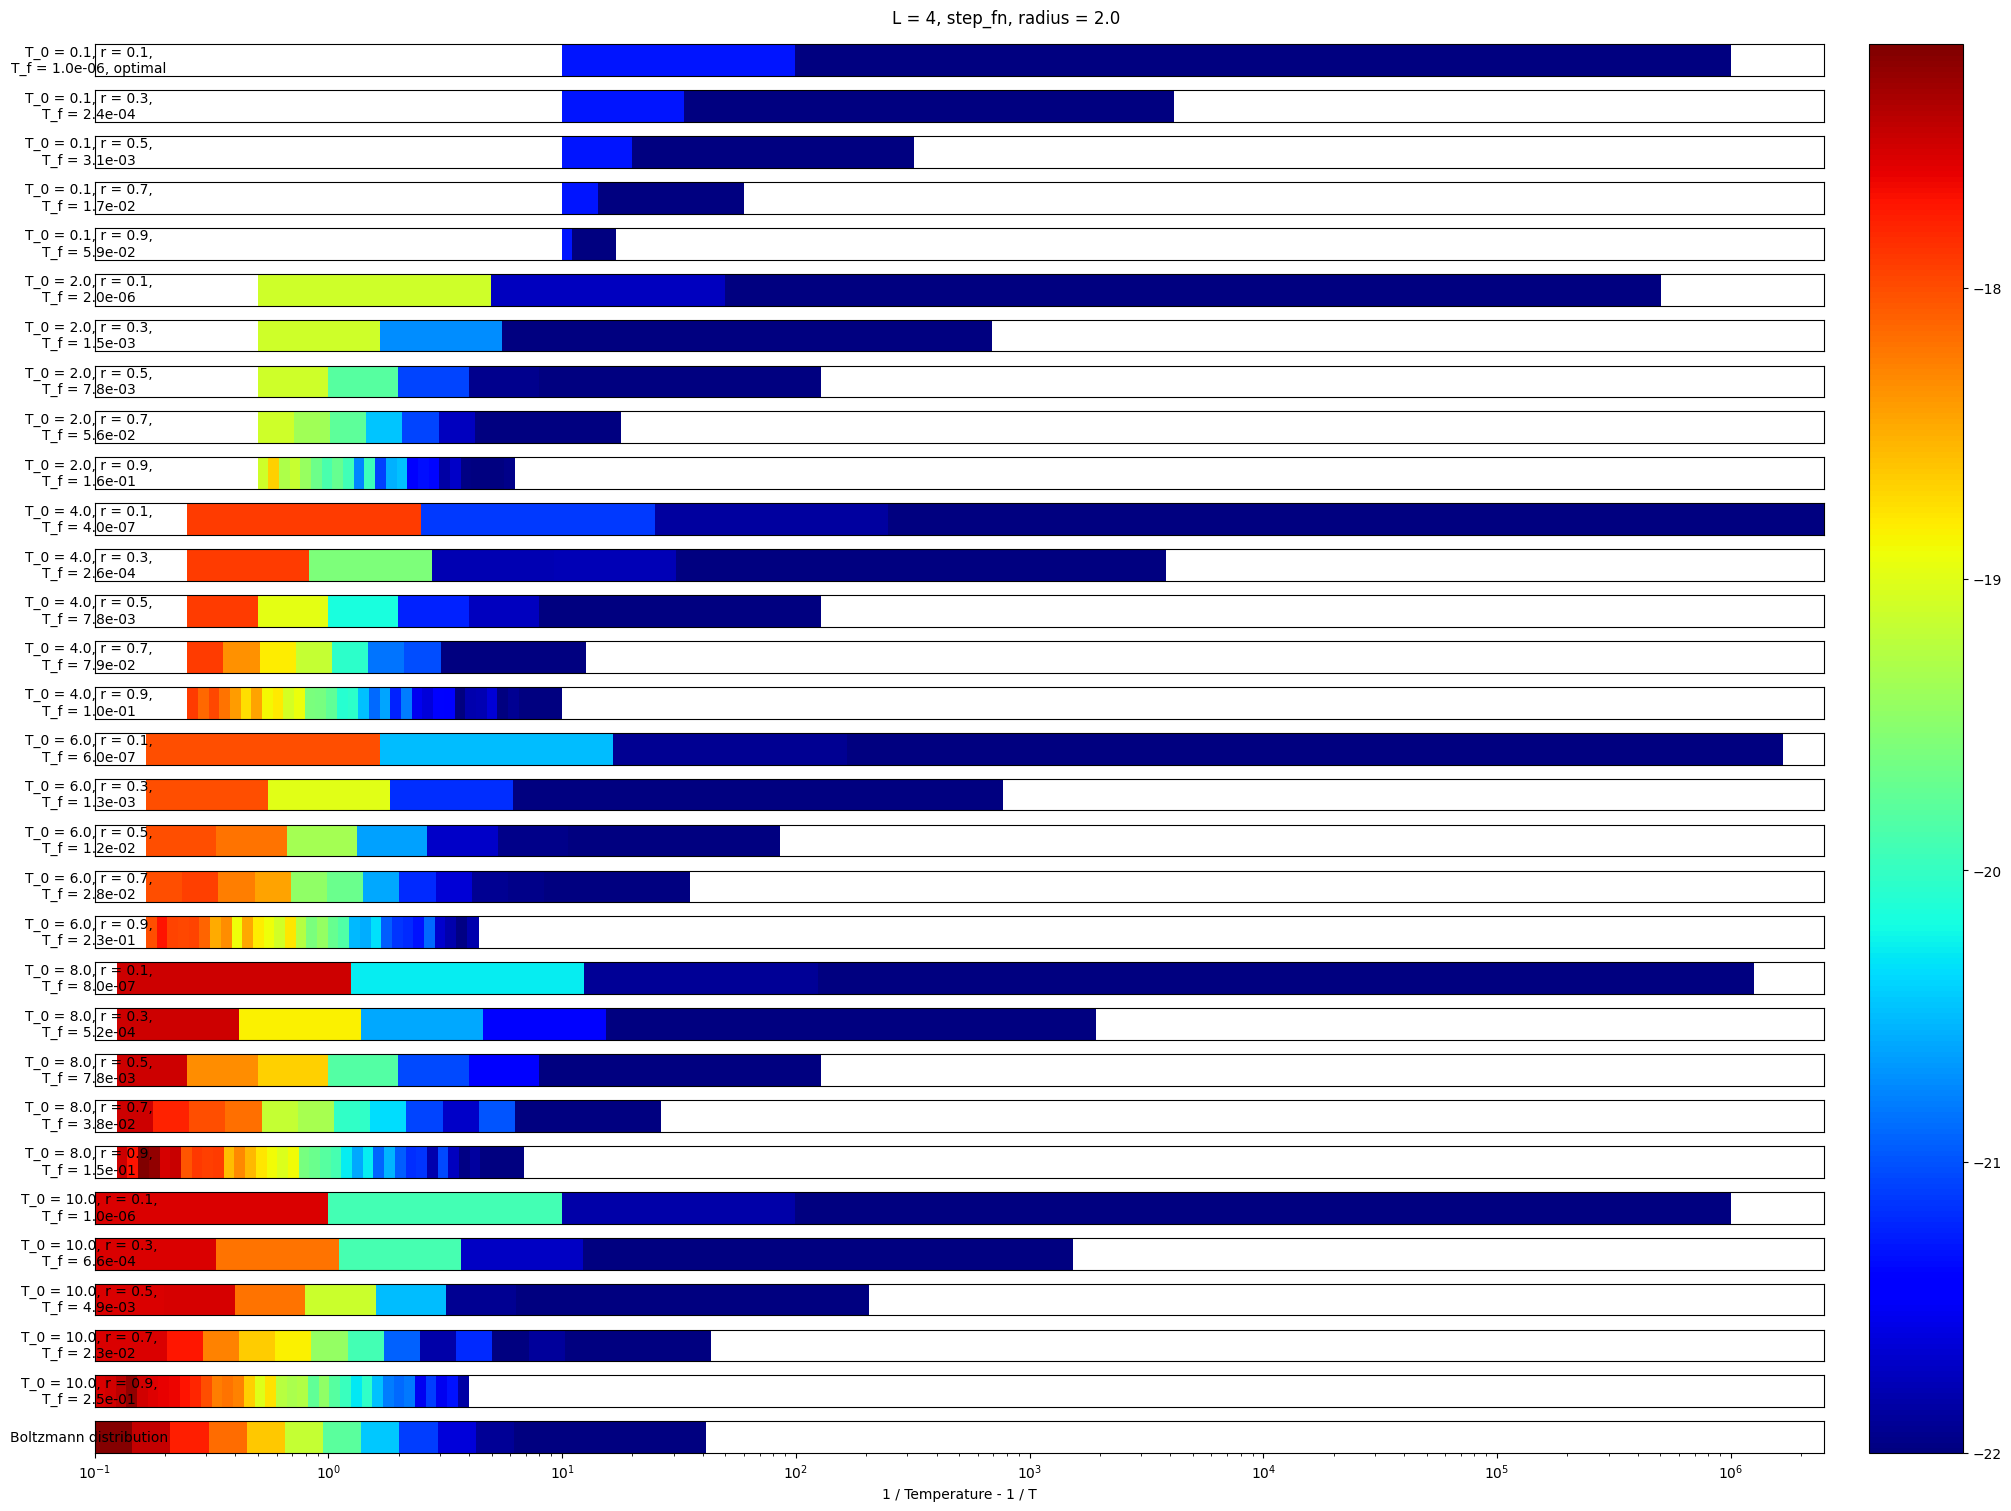 L = 4, step_fn, radius = 2.0
T_0 = 0.1, r = 0.1,
T_f = 1.0e-06, optimal
T_0 = 0.1, r = 0.3,
T_f = 2.4e-04
T_0 = 0.1, r = 0.5,
T_f = 3.1e-03
T_0 = 0.1, r = 0.7,
T_f = 1.7e-02
T_0 = 0.1, r = 0.9,
T_f = 5.9e-02
T_0 = 2.0, r = 0.1,
T_f = 2.0e-06
T_0 = 2.0, r = 0.3,
T_f = 1.5e-03
T_0 = 2.0, r = 0.5,
T_f = 7.8e-03
T_0 = 2.0, r = 0.7,
T_f = 5.6e-02
T_0 = 2.0, r = 0.9,
T_f = 1.6e-01
T_0 = 4.0, r = 0.1,
T_f = 4.0e-07
T_0 = 4.0, r = 0.3,
T_f = 2.6e-04
T_0 = 4.0, r = 0.5,
T_f = 7.8e-03
T_0 = 4.0, r = 0.7,
T_f = 7.9e-02
T_0 = 4.0, r = 0.9,
T_f = 1.0e-01
T_0 = 6.0, r = 0.1,
T_f = 6.0e-07
T_0 = 6.0, r = 0.3,
T_f = 1.3e-03
T_0 = 6.0, r = 0.5,
T_f = 1.2e-02
T_0 = 6.0, r = 0.7,
T_f = 2.8e-02
T_0 = 6.0, r = 0.9,
T_f = 2.3e-01
T_0 = 8.0, r = 0.1,
T_f = 8.0e-07
T_0 = 8.0, r = 0.3,
T_f = 5.2e-04
T_0 = 8.0, r = 0.5,
T_f = 7.8e-03
T_0 = 8.0, r = 0.7,
T_f = 3.8e-02
T_0 = 8.0, r = 0.9,
T_f = 1.5e-01
T_0 = 10.0, r = 0.1,
T_f = 1.0e-06
T_0 = 10.0, r = 0.3,
T_f = 6.6e-04
T_0 = 10.0, r = 0.5,
T_f = 4.9e-03
T_0 = 10.0, r = 0.7,
T_f = 2.3e-02
T_0 = 10.0, r = 0.9,
T_f = 2.5e-01
Boltzmann distribution
10⁻¹ 10⁰ 10¹ 10² 10³ 10⁴ 10⁵ 10⁶
1 / Temperature - 1 / T
−18
−19
−20
−21
−22